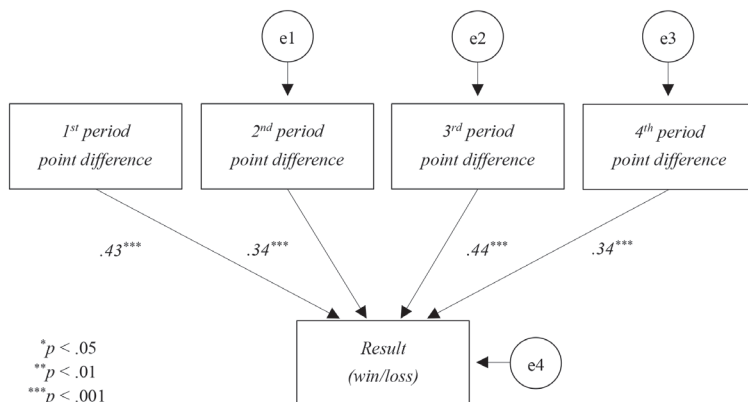 e1
e2
e3
1st period
point difference
2nd period
point difference
3rd period
point difference
4th period
point difference
.43***
.34***
.44***
.34***
Result
(win/loss)
e4
*p < .05
**p < .01
***p < .001